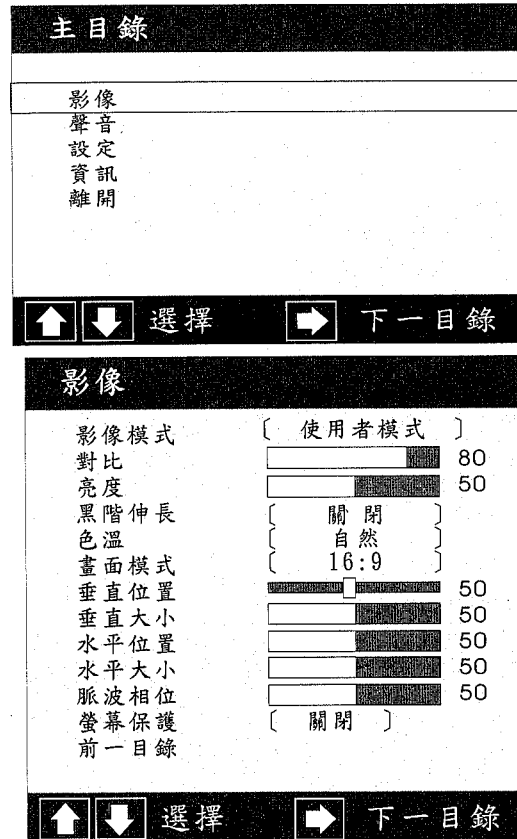 主目錄
影像
聲音
設定
資訊
離開
選擇 下一目錄
影像
影像模式 〔 使用者模式 〕
對比 80
亮度 50
黑階伸長 〔 關閉 〕
色溫 〔 自然 〕
畫面模式 〔 16:9 〕
垂直位置 50
垂直大小 50
水平位置 50
水平大小 50
脈波相位 50
螢幕保護 〔 關閉 〕
前一目錄
選擇 下一目錄